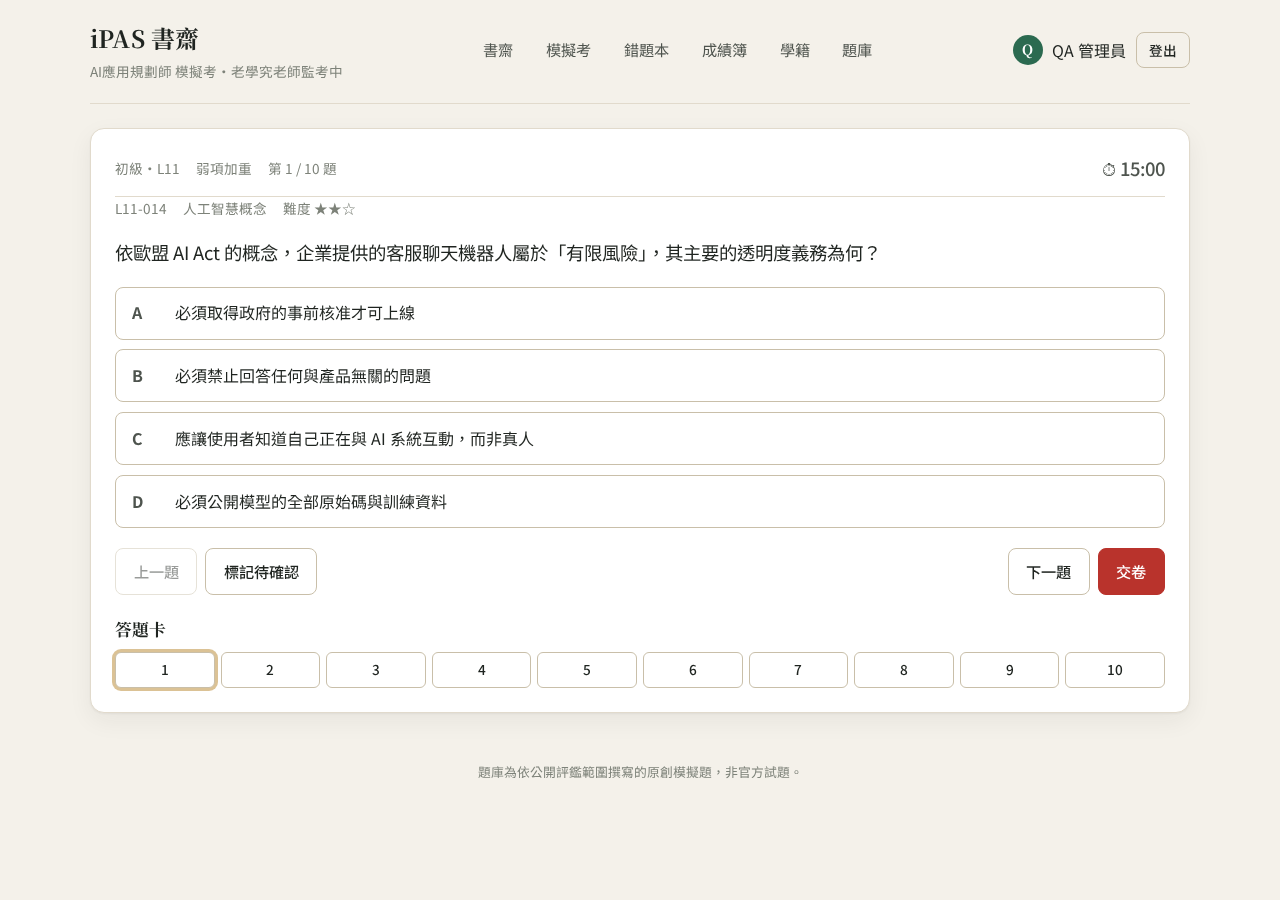 iPAS 書齋
AI應用規劃師 模擬考・老學究老師監考中
書齋 模擬考 錯題本 成績簿 學籍 題庫
Q QA 管理員 登出
初級・L11 弱項加重 第 1 / 10 題
⏱ 15:00
L11-014 人工智慧概念 難度 ★★☆
依歐盟 AI Act 的概念，企業提供的客服聊天機器人屬於「有限風險」，其主要的透明度義務為何？
A 必須取得政府的事前核准才可上線
B 必須禁止回答任何與產品無關的問題
C 應讓使用者知道自己正在與 AI 系統互動，而非真人
D 必須公開模型的全部原始碼與訓練資料
上一題 標記待確認 下一題 交卷
答題卡
1 2 3 4 5 6 7 8 9 10
題庫為依公開評鑑範圍撰寫的原創模擬題，非官方試題。